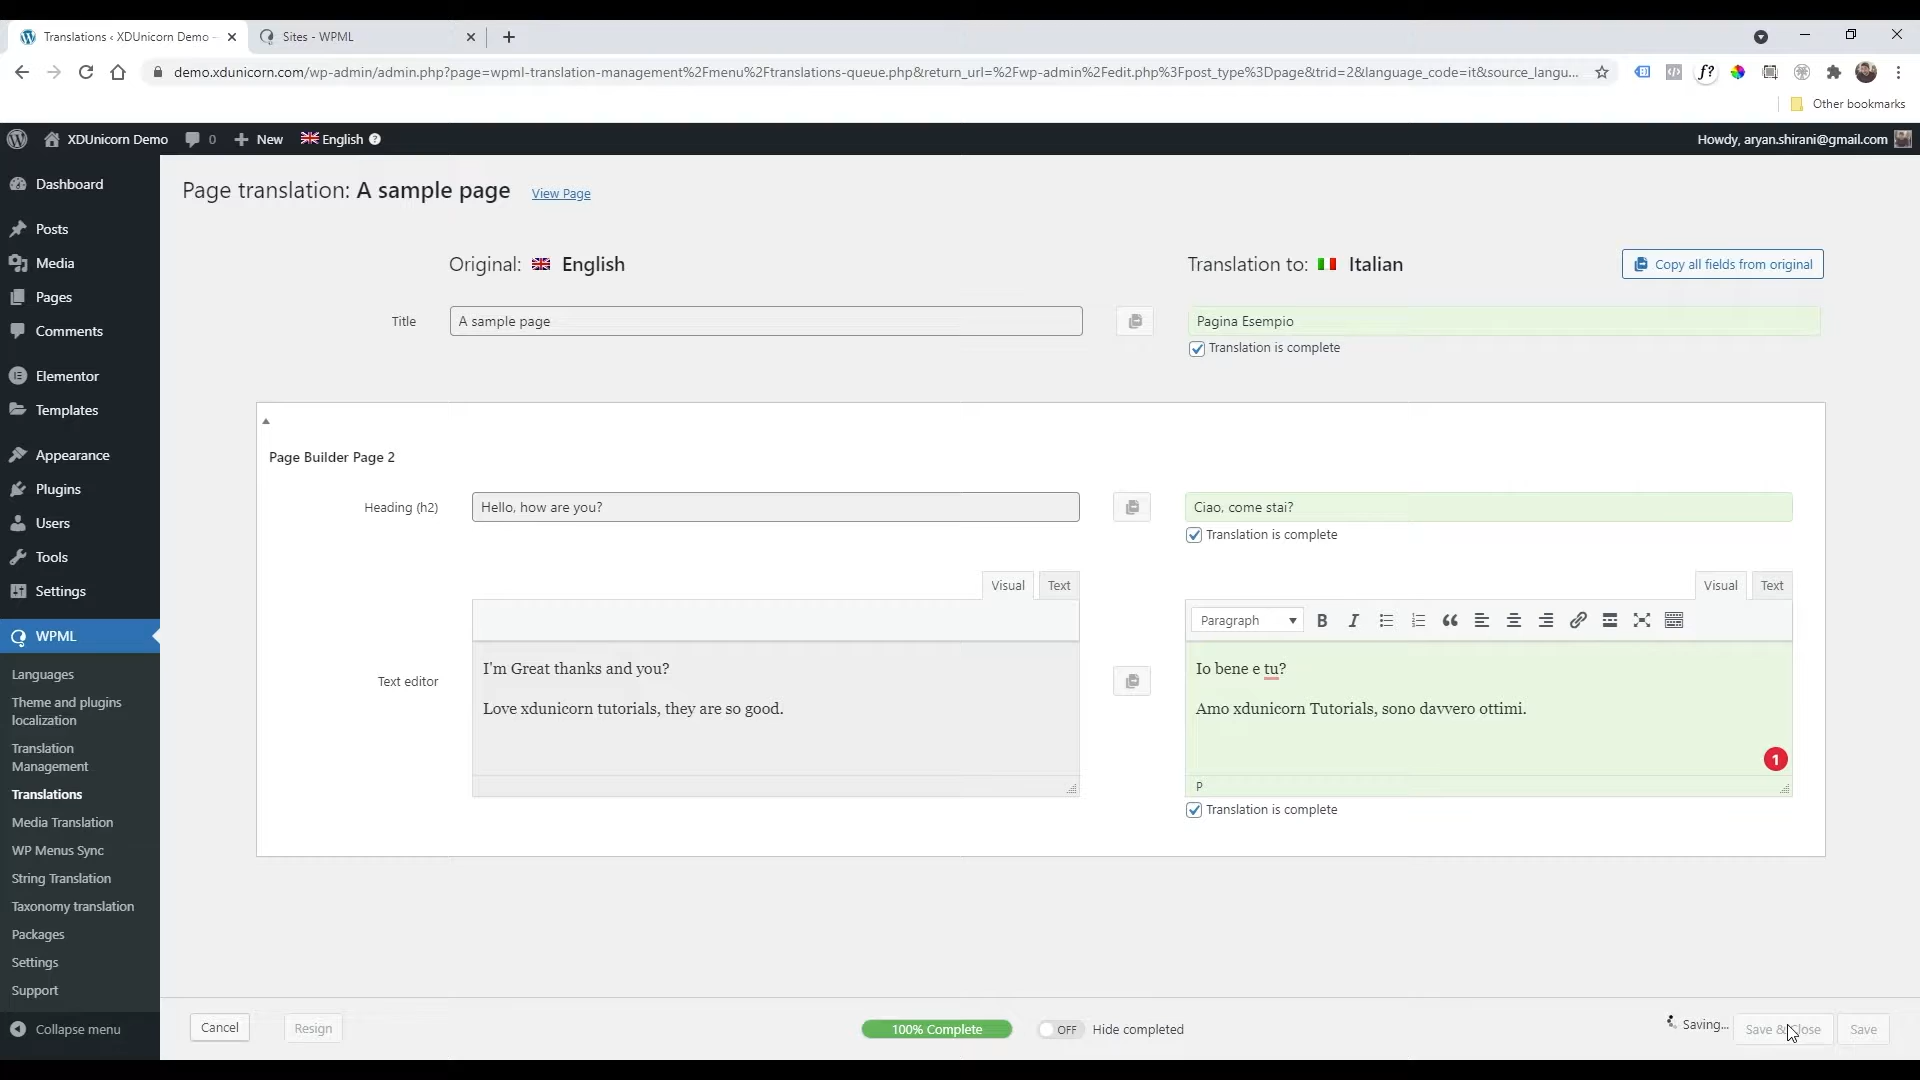 Translations ‹ XDUnicorn Demo -
Sites - WPML
demo.xdunicorn.com/wp-admin/admin.php?page=wpml-translation-management%2Fmenu%2Ftranslations-queue.php&return_url=%2Fwp-admin%2Fedit.php%3Fpost_type%3Dpage&trid=2&language_code=it&source_langu...
f?
Other bookmarks
XDUnicorn Demo
0
New
English
Howdy, aryan.shirani@gmail.com
Dashboard
Posts
Media
Pages
Comments
Elementor
Templates
Appearance
Plugins
Users
Tools
Settings
WPML
Languages
Theme and plugins
localization
Translation
Management
Translations
Media Translation
WP Menus Sync
String Translation
Taxonomy translation
Packages
Settings
Support
Collapse menu
Page translation: A sample page View Page
Original: English
Translation to: Italian
Copy all fields from original
Title
A sample page
Pagina Esempio
Translation is complete
Page Builder Page 2
Heading (h2)
Hello, how are you?
Ciao, come stai?
Translation is complete
Visual Text
Visual Text
Paragraph
Text editor
I'm Great thanks and you?
Love xdunicorn tutorials, they are so good.
Io bene e tu?
Amo xdunicorn Tutorials, sono davvero ottimi.
1
P
Translation is complete
Cancel
Resign
100% Complete
OFF
Hide completed
Saving...
Save & Close
Save